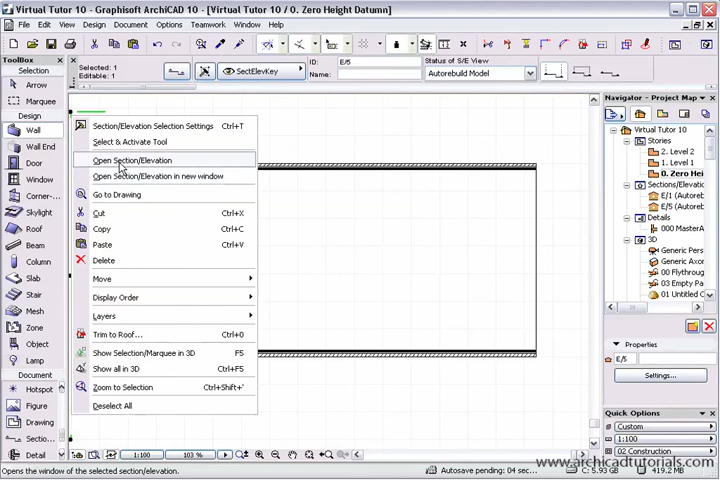 Virtual Tutor 10 - Graphisoft ArchiCAD 10 - [Virtual Tutor 10 / 0. Zero Height Datumn]
File Edit View Design Document Options Teamwork Window Help
ToolBox
Selection
Arrow
Marquee
Design
Wall
Wall End
Door
Window
Corner-...
Skylight
Roof
Beam
Column
Slab
Stair
Mesh
Zone
Object
Lamp
Document
Hotspot
Figure
Drawing
Sectio...
Detail
Selected: 1
Editable: 1
SectElevKey
ID: E/5
Name:
Status of S/E View
Autorebuild Model
Section/Elevation Selection Settings Ctrl+T
Select & Activate Tool
Open Section/Elevation
Open Section/Elevation in new window
Go to Drawing
Cut Ctrl+X
Copy Ctrl+C
Paste Ctrl+V
Delete
Move
Display Order
Layers
Trim to Roof... Ctrl+0
Show Selection/Marquee in 3D F5
Show all in 3D Ctrl+F5
Zoom to Selection Ctrl+Shift+'
Deselect All
1:100
103 %
Navigator - Project Map
Virtual Tutor 10
Stories
2. Level 2
1. Level 1
0. Zero Height
Sections/Elevatio
E/1 (Autoreb
E/5 (Autoreb
Details
000 MasterA
3D
Generic Pers
Generic Axon
00 Flythroug
03 Empty Pa
01 Untitled C
Properties
E/5
Settings...
Quick Options
Custom
1:100
02 Construction
Opens the window of the selected section/elevation.
Autosave pending: 04 sec...
C: 5.93 GB
419.2 MB
www.archicadtutorials.com